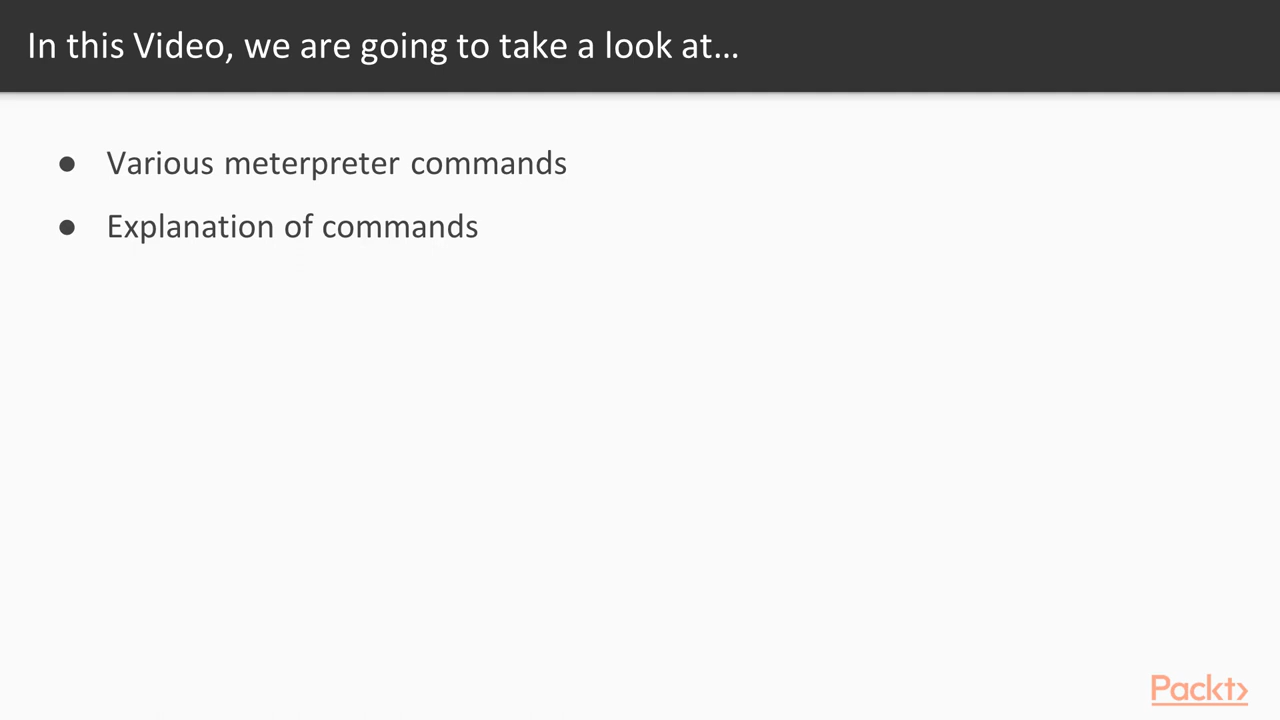 In this Video, we are going to take a look at…
● Various meterpreter commands
● Explanation of commands
Packt>